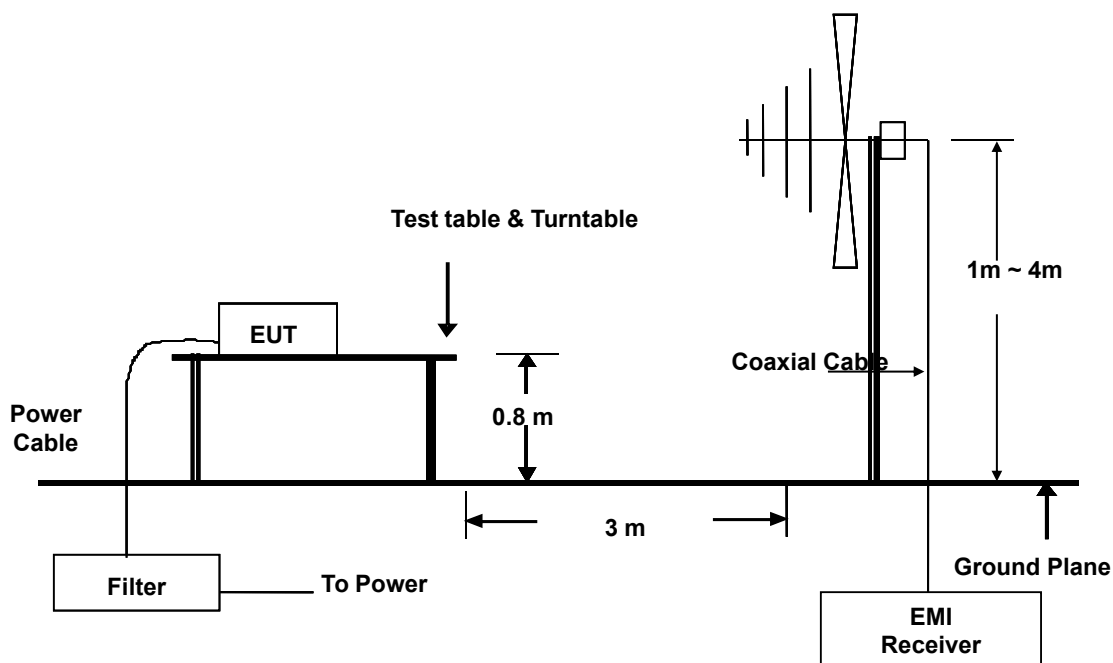 Test table & Turntable
1m ~ 4m
EUT
Coaxial Cable
0.8 m
Power
Cable
3 m
Ground Plane
Filter
To Power
EMI
Receiver